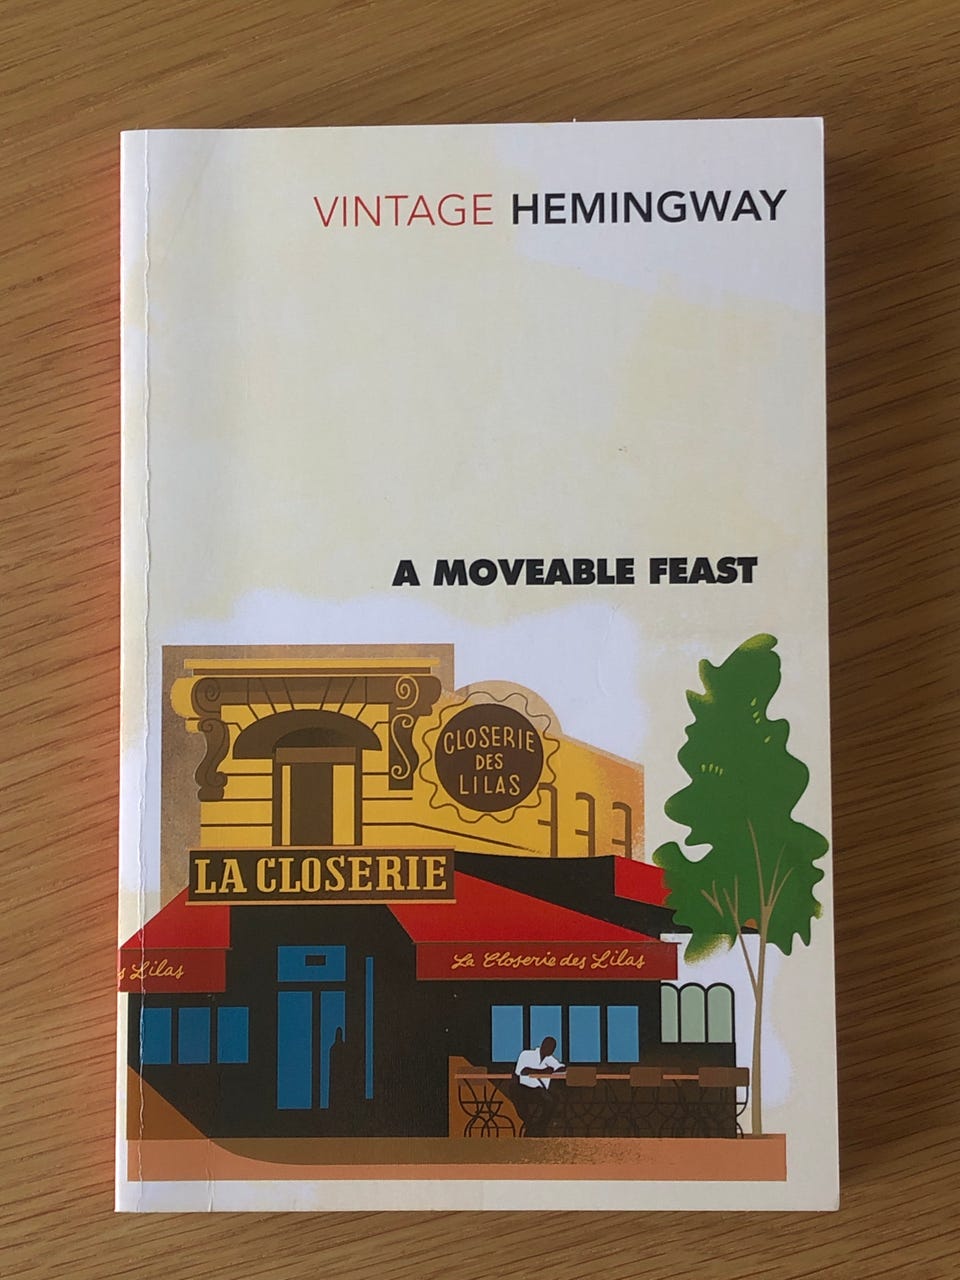 VINTAGE HEMINGWAY
A MOVEABLE FEAST
CLOSERIE
DES
LILAS
LA CLOSERIE
s Lilas
La Closerie des Lilas